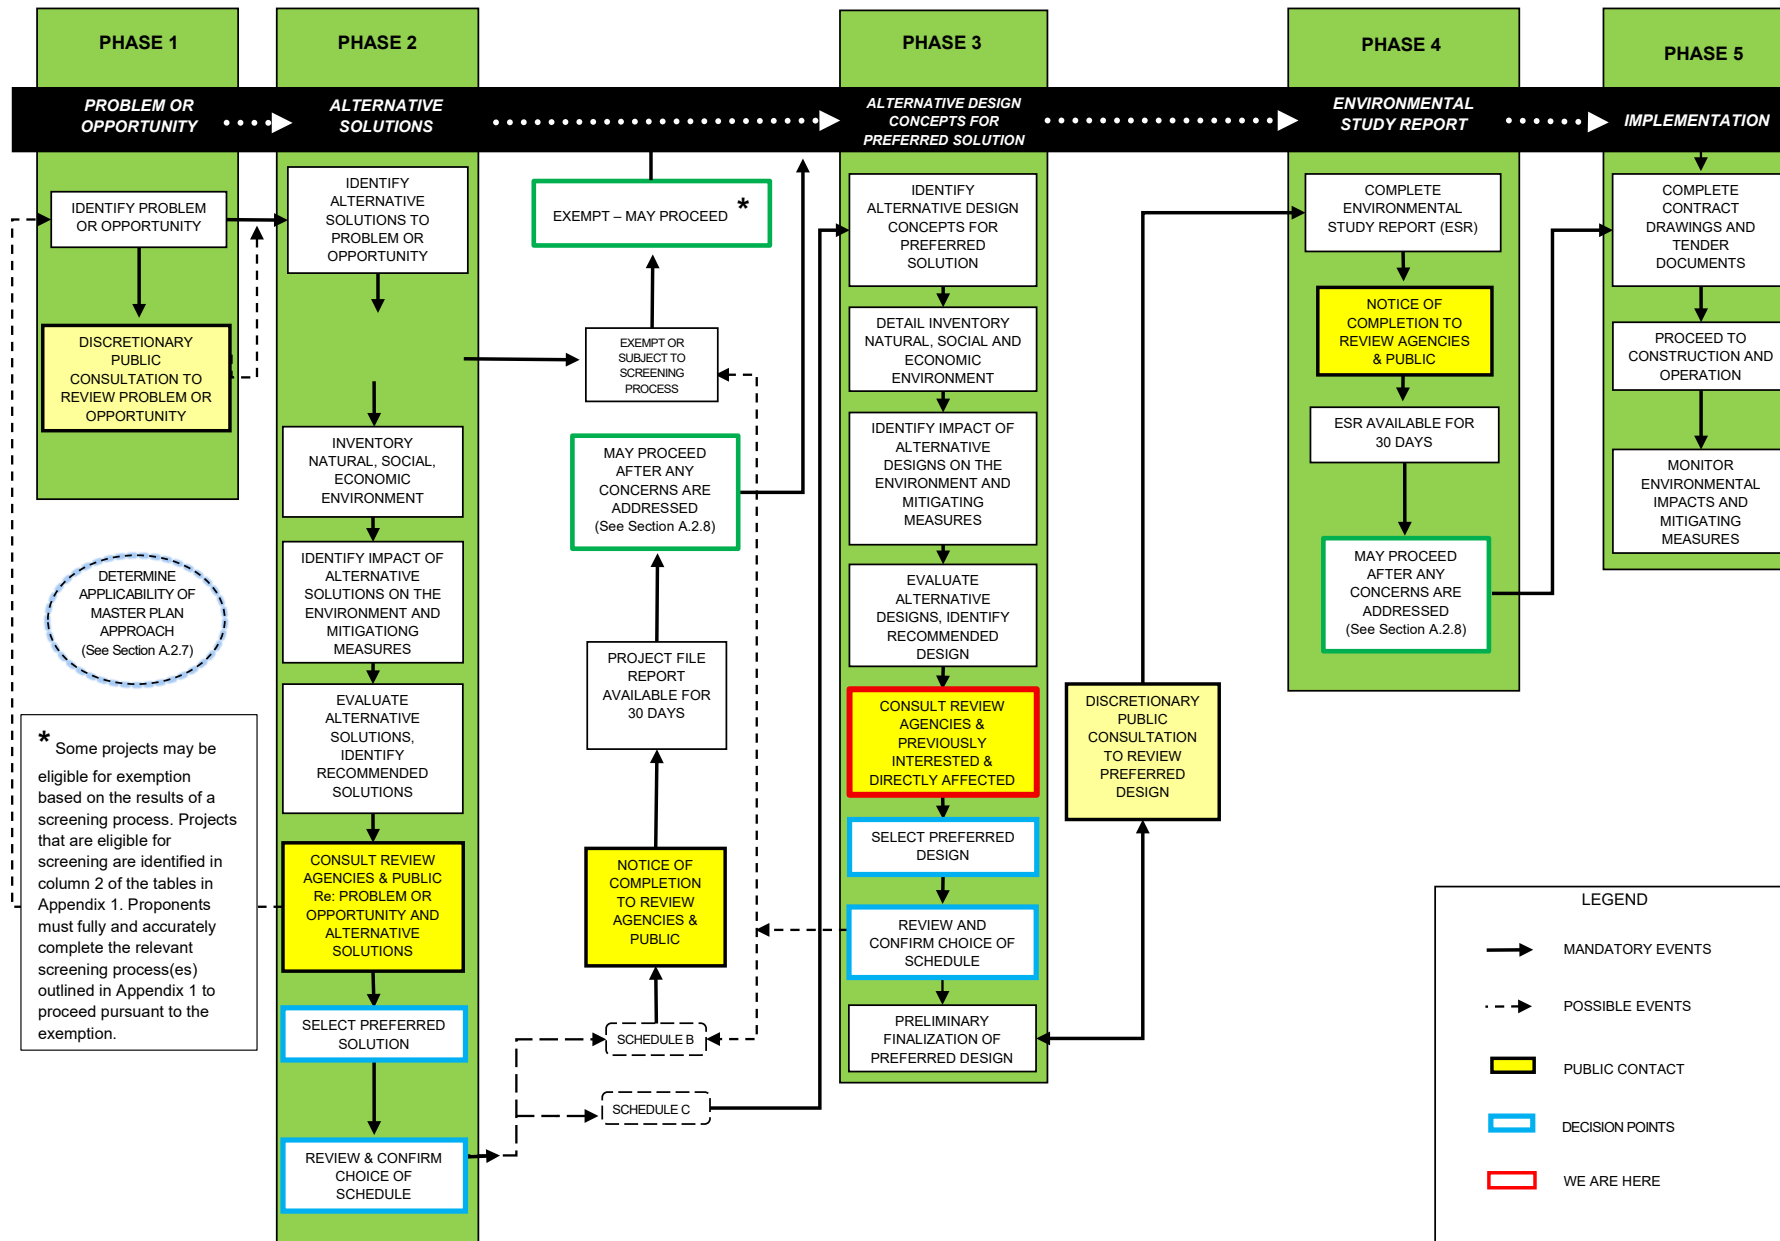 PHASE 1
PROBLEM OR
OPPORTUNITY
IDENTIFY PROBLEM
OR OPPORTUNITY
DISCRETIONARY
PUBLIC
CONSULTATION TO
REVIEW PROBLEM OR
OPPORTUNITY
DETERMINE
APPLICABILITY OF
MASTER PLAN
APPROACH
(See Section A.2.7)
* Some projects may be
eligible for exemption
based on the results of a
screening process. Projects
that are eligible for
screening are identified in
column 2 of the tables in
Appendix 1. Proponents
must fully and accurately
complete the relevant
screening process(es)
outlined in Appendix 1 to
proceed pursuant to the
exemption.
PHASE 2
ALTERNATIVE
SOLUTIONS
IDENTIFY
ALTERNATIVE
SOLUTIONS TO
PROBLEM OR
OPPORTUNITY
INVENTORY
NATURAL, SOCIAL,
ECONOMIC
ENVIRONMENT
IDENTIFY IMPACT OF
ALTERNATIVE
SOLUTIONS ON THE
ENVIRONMENT AND
MITIGATIONG
MEASURES
EVALUATE
ALTERNATIVE
SOLUTIONS,
IDENTIFY
RECOMMENDED
SOLUTIONS
CONSULT REVIEW
AGENCIES & PUBLIC
Re: PROBLEM OR
OPPORTUNITY AND
ALTERNATIVE
SOLUTIONS
SELECT PREFERRED
SOLUTION
REVIEW & CONFIRM
CHOICE OF
SCHEDULE
EXEMPT – MAY PROCEED *
EXEMPT OR
SUBJECT TO
SCREENING
PROCESS
MAY PROCEED
AFTER ANY
CONCERNS ARE
ADDRESSED
(See Section A.2.8)
PROJECT FILE
REPORT
AVAILABLE FOR
30 DAYS
NOTICE OF
COMPLETION
TO REVIEW
AGENCIES &
PUBLIC
SCHEDULE B
SCHEDULE C
PHASE 3
ALTERNATIVE DESIGN
CONCEPTS FOR
PREFERRED SOLUTION
IDENTIFY
ALTERNATIVE DESIGN
CONCEPTS FOR
PREFERRED
SOLUTION
DETAIL INVENTORY
NATURAL, SOCIAL AND
ECONOMIC
ENVIRONMENT
IDENTIFY IMPACT OF
ALTERNATIVE
DESIGNS ON THE
ENVIRONMENT AND
MITIGATING
MEASURES
EVALUATE
ALTERNATIVE
DESIGNS, IDENTIFY
RECOMMENDED
DESIGN
CONSULT REVIEW
AGENCIES &
PREVIOUSLY
INTERESTED &
DIRECTLY AFFECTED
SELECT PREFERRED
DESIGN
REVIEW AND
CONFIRM CHOICE OF
SCHEDULE
PRELIMINARY
FINALIZATION OF
PREFERRED DESIGN
DISCRETIONARY
PUBLIC
CONSULTATION
TO REVIEW
PREFERRED
DESIGN
PHASE 4
ENVIRONMENTAL
STUDY REPORT
COMPLETE
ENVIRONMENTAL
STUDY REPORT (ESR)
NOTICE OF
COMPLETION TO
REVIEW AGENCIES
& PUBLIC
ESR AVAILABLE FOR
30 DAYS
MAY PROCEED
AFTER ANY
CONCERNS ARE
ADDRESSED
(See Section A.2.8)
PHASE 5
IMPLEMENTATION
COMPLETE
CONTRACT
DRAWINGS AND
TENDER
DOCUMENTS
PROCEED TO
CONSTRUCTION AND
OPERATION
MONITOR
ENVIRONMENTAL
IMPACTS AND
MITIGATING
MEASURES
LEGEND
MANDATORY EVENTS
POSSIBLE EVENTS
PUBLIC CONTACT
DECISION POINTS
WE ARE HERE